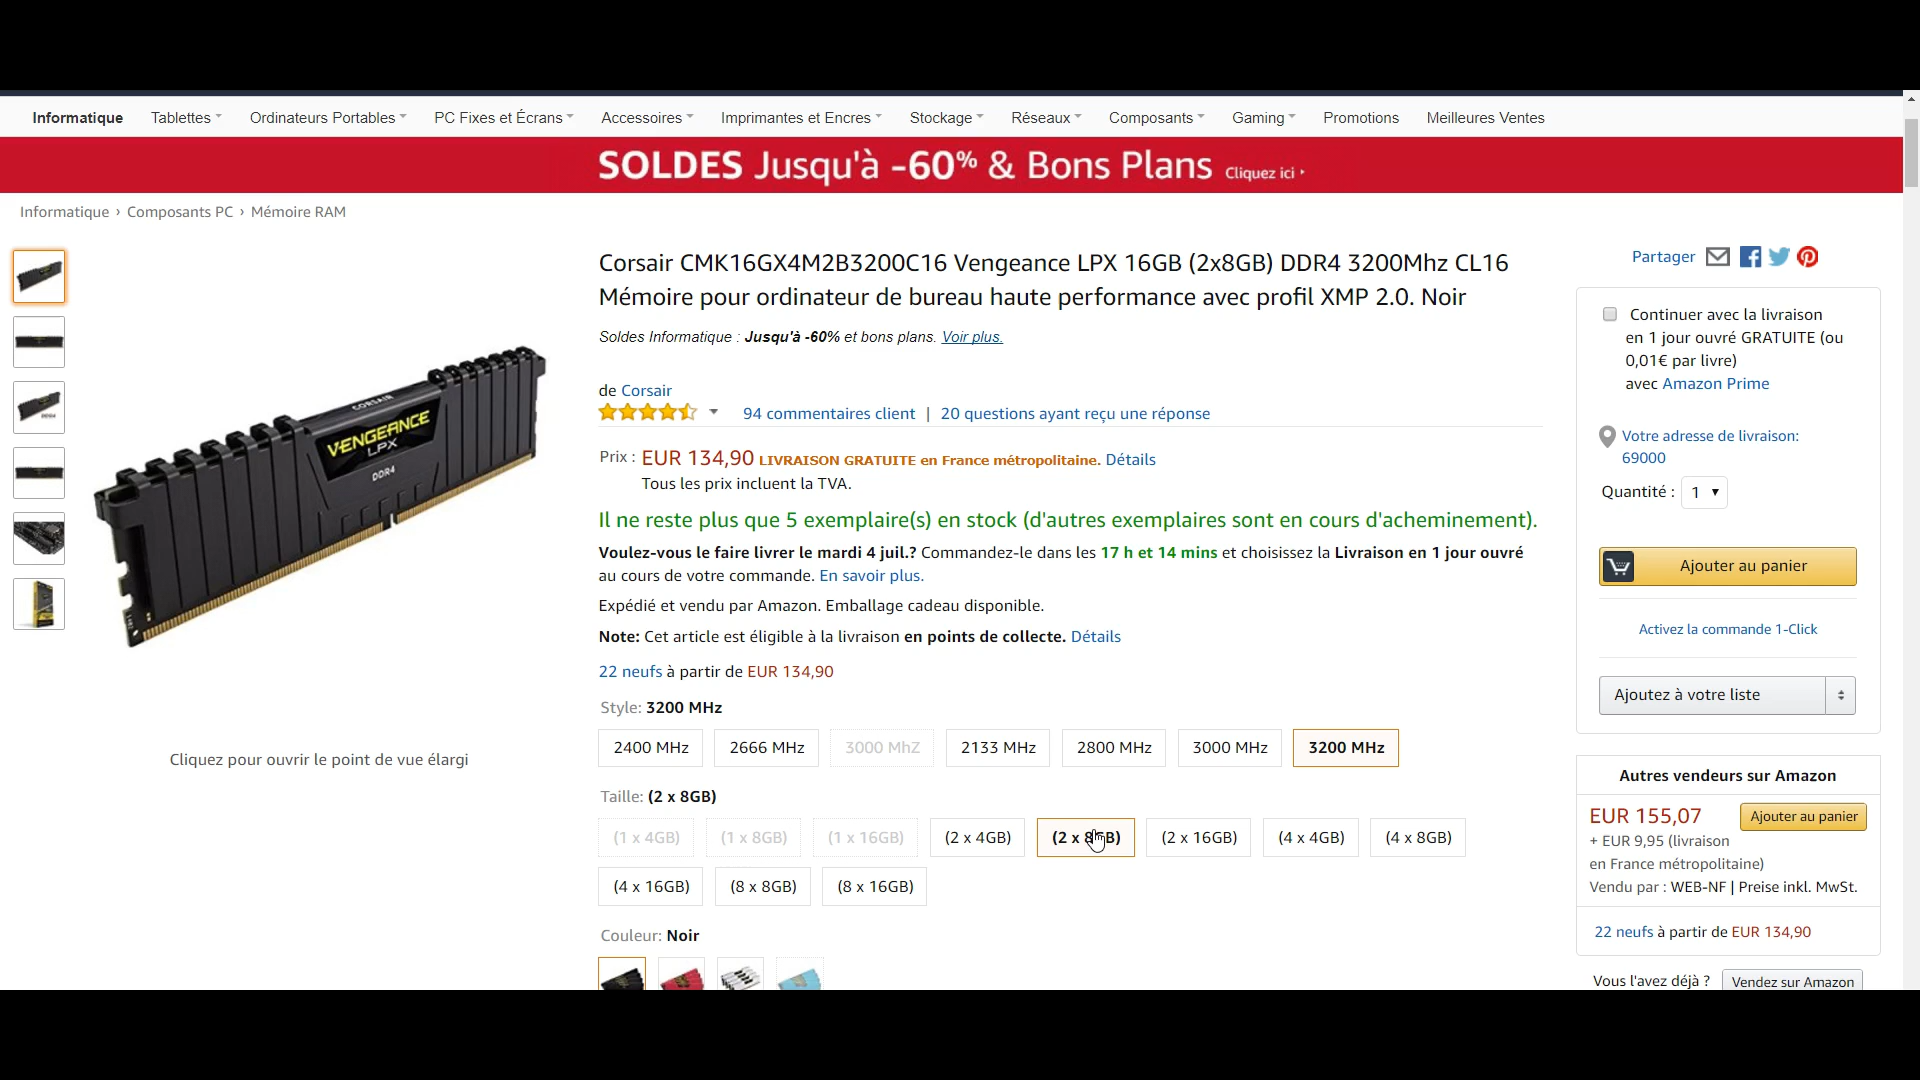 Informatique Tablettes Ordinateurs Portables PC Fixes et Écrans Accessoires Imprimantes et Encres Stockage Réseaux Composants Gaming Promotions Meilleures Ventes
SOLDES Jusqu'à -60% & Bons Plans Cliquez ici ‣
Informatique › Composants PC › Mémoire RAM
CORSAIR
VENGEANCE
LPX
DDR4
Cliquez pour ouvrir le point de vue élargi
Corsair CMK16GX4M2B3200C16 Vengeance LPX 16GB (2x8GB) DDR4 3200Mhz CL16
Mémoire pour ordinateur de bureau haute performance avec profil XMP 2.0. Noir
Soldes Informatique : Jusqu'à -60% et bons plans. Voir plus.
de Corsair
94 commentaires client | 20 questions ayant reçu une réponse
Prix : EUR 134,90 LIVRAISON GRATUITE en France métropolitaine. Détails
Tous les prix incluent la TVA.
Il ne reste plus que 5 exemplaire(s) en stock (d'autres exemplaires sont en cours d'acheminement).
Voulez-vous le faire livrer le mardi 4 juil.? Commandez-le dans les 17 h et 14 mins et choisissez la Livraison en 1 jour ouvré
au cours de votre commande. En savoir plus.
Expédié et vendu par Amazon. Emballage cadeau disponible.
Note: Cet article est éligible à la livraison en points de collecte. Détails
22 neufs à partir de EUR 134,90
Style: 3200 MHz
2400 MHz 2666 MHz 3000 MhZ 2133 MHz 2800 MHz 3000 MHz 3200 MHz
Taille: (2 x 8GB)
(1 x 4GB) (1 x 8GB) (1 x 16GB) (2 x 4GB) (2 x 8GB) (2 x 16GB) (4 x 4GB) (4 x 8GB)
(4 x 16GB) (8 x 8GB) (8 x 16GB)
Couleur: Noir
Partager
Continuer avec la livraison
en 1 jour ouvré GRATUITE (ou
0,01€ par livre)
avec Amazon Prime
Votre adresse de livraison:
69000
Quantité : 1
Ajouter au panier
Activez la commande 1-Click
Ajoutez à votre liste
Autres vendeurs sur Amazon
EUR 155,07 Ajouter au panier
+ EUR 9,95 (livraison
en France métropolitaine)
Vendu par : WEB-NF | Preise inkl. MwSt.
22 neufs à partir de EUR 134,90
Vous l'avez déjà ? Vendez sur Amazon